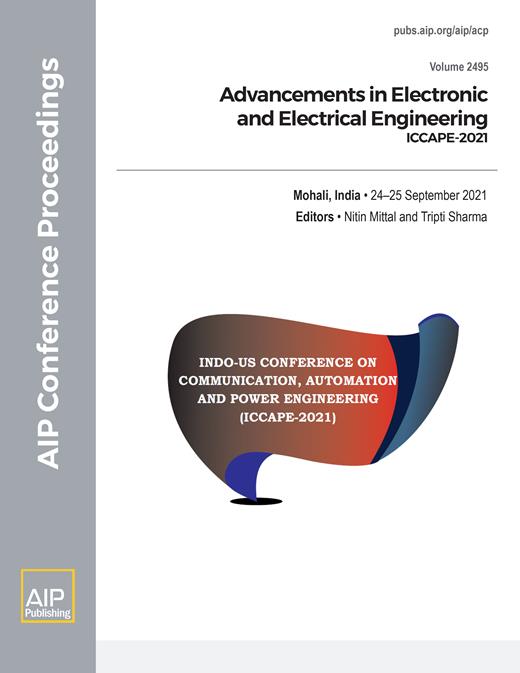 pubs.aip.org/aip/acp
Volume 2495
Advancements in Electronic
and Electrical Engineering
ICCAPE-2021
Mohali, India • 24–25 September 2021
Editors • Nitin Mittal and Tripti Sharma
INDO-US CONFERENCE ON
COMMUNICATION, AUTOMATION
AND POWER ENGINEERING
(ICCAPE-2021)
AIP Conference Proceedings
AIP
Publishing